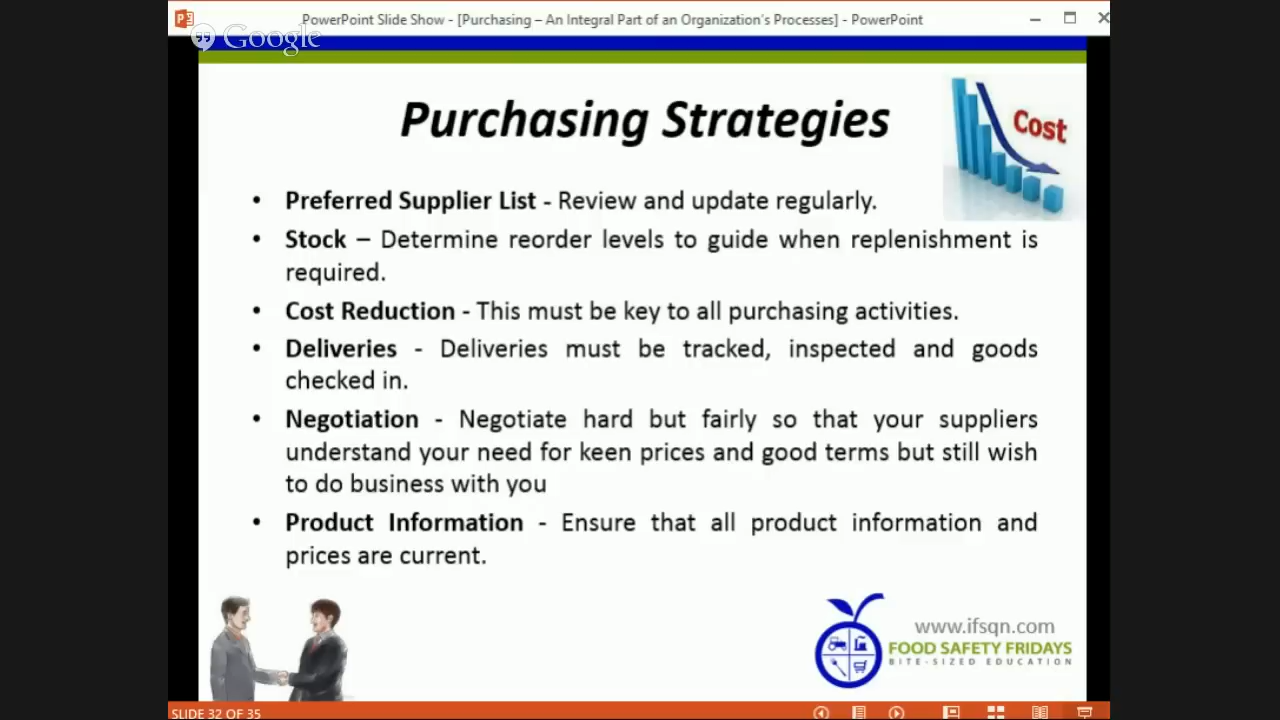 PowerPoint Slide Show - [Purchasing – An Integral Part of an Organization's Processes] - PowerPoint
Google
Purchasing Strategies
Cost
• Preferred Supplier List - Review and update regularly.
• Stock – Determine reorder levels to guide when replenishment is
required.
• Cost Reduction - This must be key to all purchasing activities.
• Deliveries - Deliveries must be tracked, inspected and goods
checked in.
• Negotiation - Negotiate hard but fairly so that your suppliers
understand your need for keen prices and good terms but still wish
to do business with you
• Product Information - Ensure that all product information and
prices are current.
www.ifsqn.com
FOOD SAFETY FRIDAYS
BITE-SIZED EDUCATION
SLIDE 32 OF 35